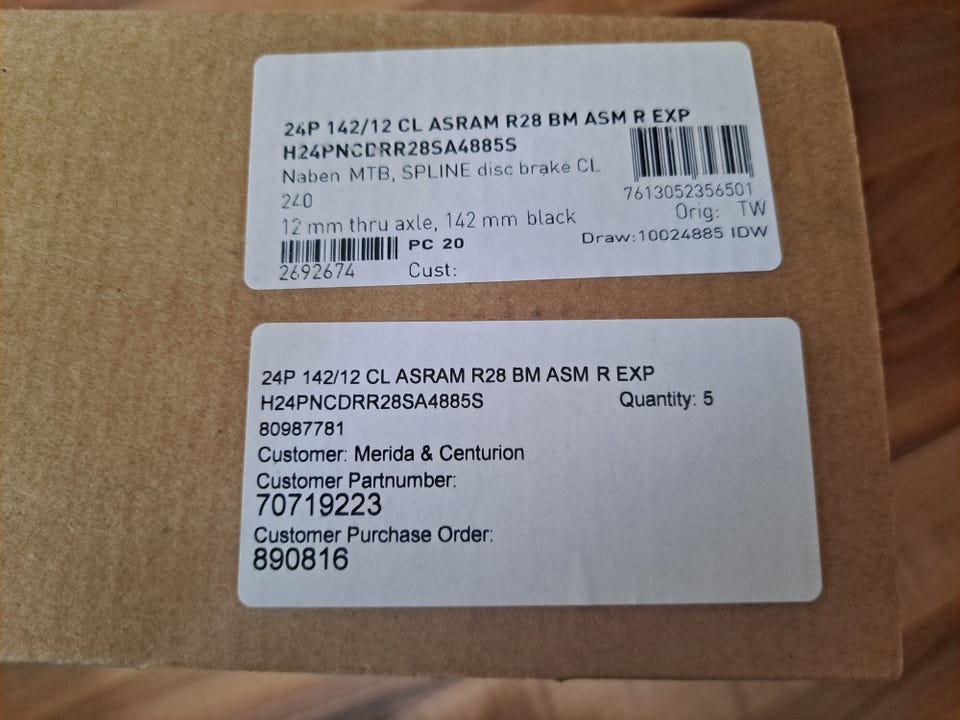 24P 142/12 CL ASRAM R28 BM ASM R EXP
H24PNCDRR28SA4885S
Naben MTB, SPLINE disc brake CL
240
7613052356501
12 mm thru axle, 142 mm black
Orig: TW
PC 20
Draw:10024885 IDW
2692674
Cust:
24P 142/12 CL ASRAM R28 BM ASM R EXP
H24PNCDRR28SA4885S
Quantity: 5
80987781
Customer: Merida & Centurion
Customer Partnumber:
70719223
Customer Purchase Order:
890816